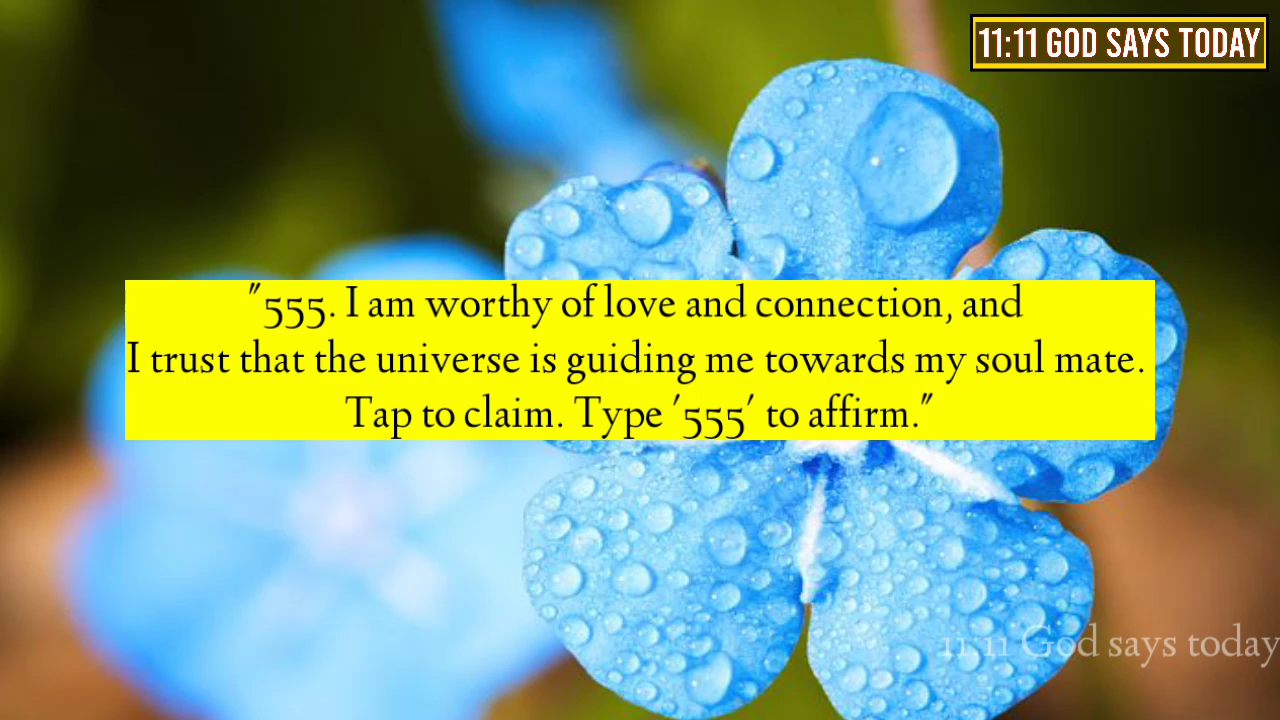 11:11 GOD SAYS TODAY
"555. I am worthy of love and connection, and
I trust that the universe is guiding me towards my soul mate.
Tap to claim. Type '555' to affirm."
11:11 God says today